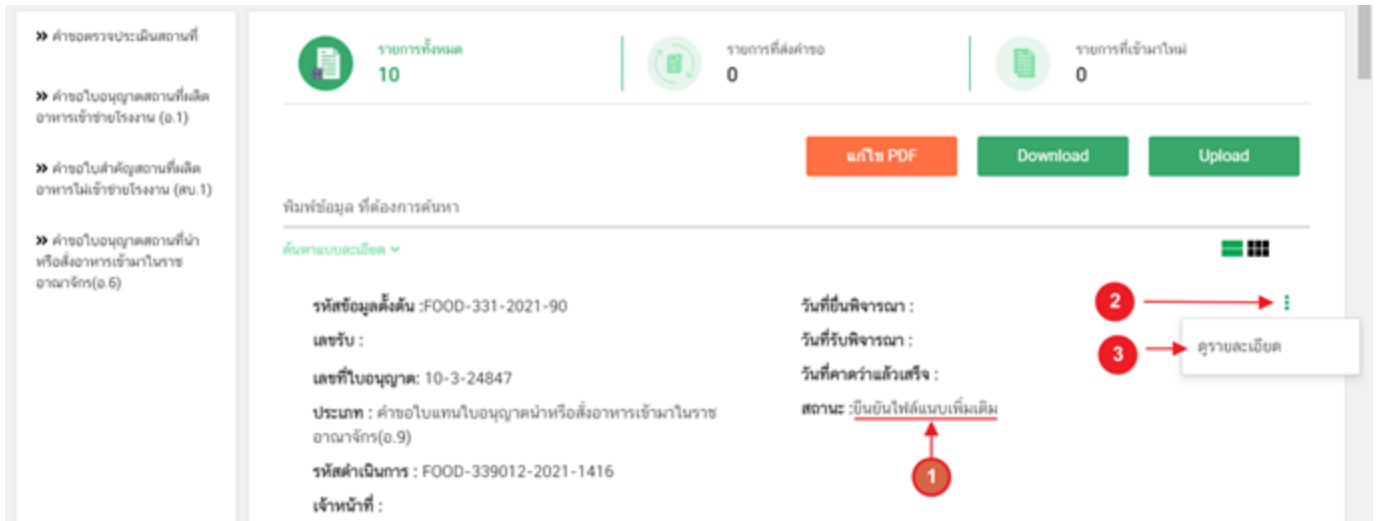 » คำขอตรวจประเมินสถานที่
» คำขอใบอนุญาตสถานที่ผลิต
อาหารเข้าข่ายโรงงาน (อ.1)
» คำขอใบสำคัญสถานที่ผลิต
อาหารไม่เข้าข่ายโรงงาน (สบ.1)
» คำขอใบอนุญาตสถานที่นำ
หรือสั่งอาหารเข้ามาในราช
อาณาจักร(อ.6)
รายการทั้งหมด
10
รายการที่ส่งคำขอ
0
รายการที่เข้ามาใหม่
0
แก้ไข PDF
Download
Upload
พิมพ์ข้อมูล ที่ต้องการค้นหา
ค้นหาแบบละเอียด
รหัสข้อมูลตั้งต้น :FOOD-331-2021-90
เลขรับ :
เลขที่ใบอนุญาต: 10-3-24847
ประเภท : คำขอใบแทนใบอนุญาตนำหรือสั่งอาหารเข้ามาในราช
อาณาจักร(อ.9)
รหัสดำเนินการ : FOOD-339012-2021-1416
เจ้าหน้าที่ :
วันที่ยื่นพิจารณา :
วันที่รับพิจารณา :
วันที่คาดว่าแล้วเสร็จ :
สถานะ :ยืนยันไฟล์แนบเพิ่มเติม
1
2
3
ดูรายละเอียด